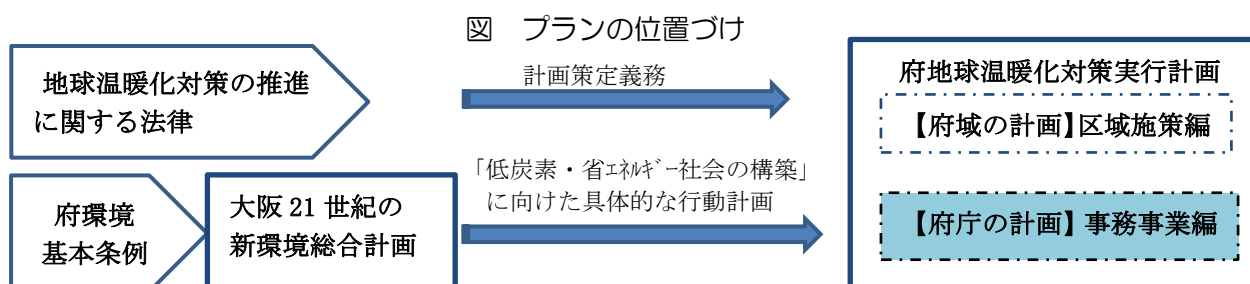 図 プランの位置づけ
地球温暖化対策の推進
に関する法律
計画策定義務
府地球温暖化対策実行計画
【府域の計画】区域施策編
府環境
基本条例
大阪 21 世紀の
新環境総合計画
「低炭素・省ｴﾈﾙｷﾞｰ社会の構築」
に向けた具体的な行動計画
【府庁の計画】事務事業編